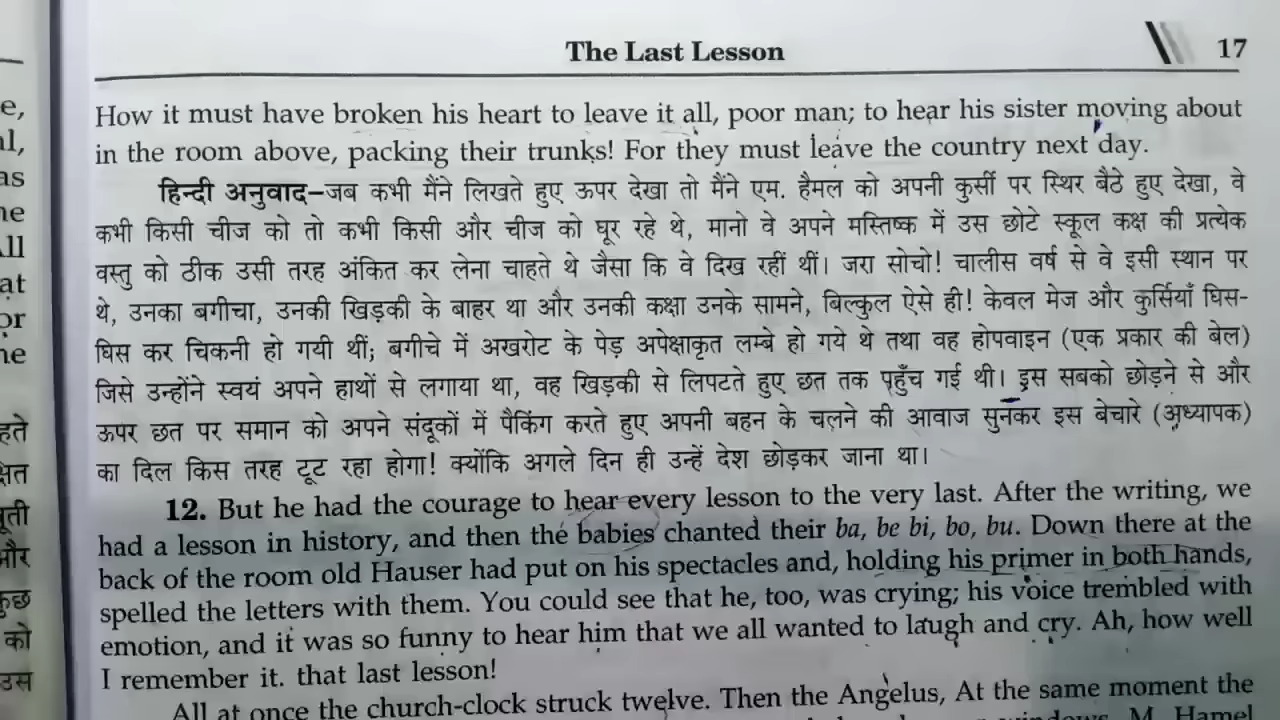 The Last Lesson 17
e,
al,
as
ne
All
at
or
ne
हते
क्षित
और
कुछ
को
उस
How it must have broken his heart to leave it all, poor man; to hear his sister moving about
in the room above, packing their trunks! For they must leave the country next day.
हिन्दी अनुवाद–जब कभी मैंने लिखते हुए ऊपर देखा तो मैंने एम. हैमल को अपनी कुर्सी पर स्थिर बैठे हुए देखा, वे
कभी किसी चीज को तो कभी किसी और चीज को घूर रहे थे, मानो वे अपने मस्तिष्क में उस छोटे स्कूल कक्ष की प्रत्येक
वस्तु को ठीक उसी तरह अंकित कर लेना चाहते थे जैसा कि वे दिख रहीं थीं। जरा सोचो! चालीस वर्ष से वे इसी स्थान पर
थे, उनका बगीचा, उनकी खिड़की के बाहर था और उनकी कक्षा उनके सामने, बिल्कुल ऐसे ही! केवल मेज और कुर्सियाँ घिस-
घिस कर चिकनी हो गयी थीं; बगीचे में अखरोट के पेड़ अपेक्षाकृत लम्बे हो गये थे तथा वह होपवाइन (एक प्रकार की बेल)
जिसे उन्होंने स्वयं अपने हाथों से लगाया था, वह खिड़की से लिपटते हुए छत तक पहुँच गई थी। इस सबको छोड़ने से और
ऊपर छत पर समान को अपने संदूकों में पैकिंग करते हुए अपनी बहन के चलने की आवाज सुनकर इस बेचारे (अध्यापक)
का दिल किस तरह टूट रहा होगा! क्योंकि अगले दिन ही उन्हें देश छोड़कर जाना था।
12. But he had the courage to hear every lesson to the very last. After the writing, we
had a lesson in history, and then the babies chanted their ba, be bi, bo, bu. Down there at the
back of the room old Hauser had put on his spectacles and, holding his primer in both hands,
spelled the letters with them. You could see that he, too, was crying; his voice trembled with
emotion, and it was so funny to hear him that we all wanted to laugh and cry. Ah, how well
I remember it. that last lesson!
All at once the church-clock struck twelve. Then the Angelus, At the same moment the
windows, M. Hamel